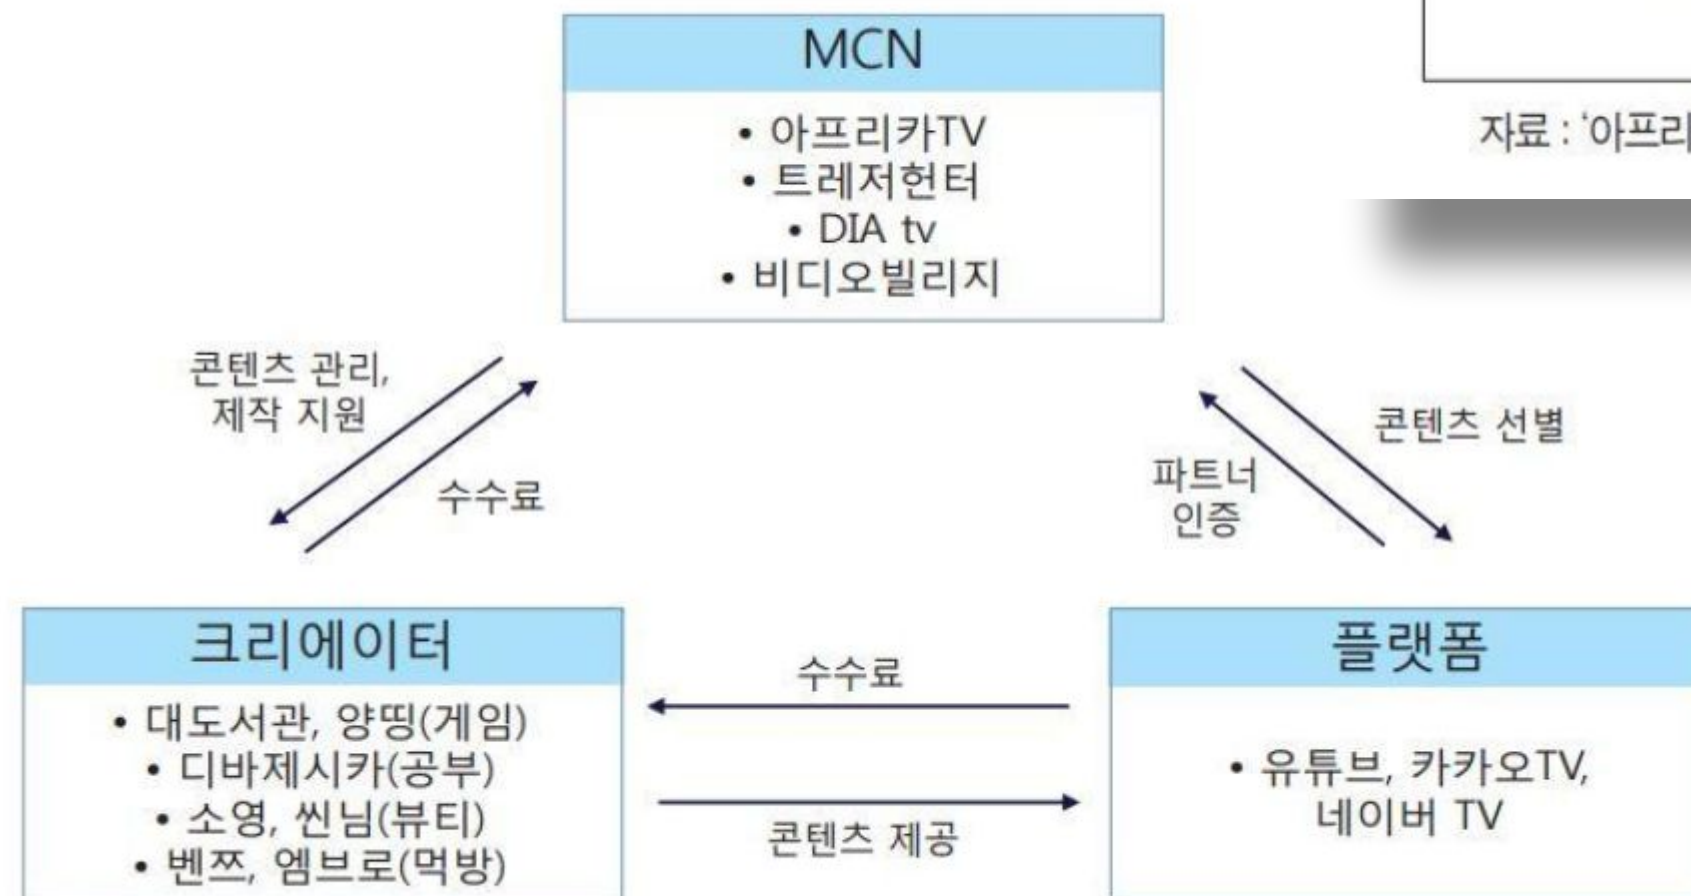 MCN
• 아프리카TV
• 트레저헌터
• DIA tv
• 비디오빌리지
자료 : '아프리
콘텐츠 관리,
제작 지원
수수료
콘텐츠 선별
파트너
인증
크리에이터
• 대도서관, 양띵(게임)
• 디바제시카(공부)
• 소영, 씬님(뷰티)
• 벤쯔, 엠브로(먹방)
수수료
콘텐츠 제공
플랫폼
• 유튜브, 카카오TV,
네이버 TV